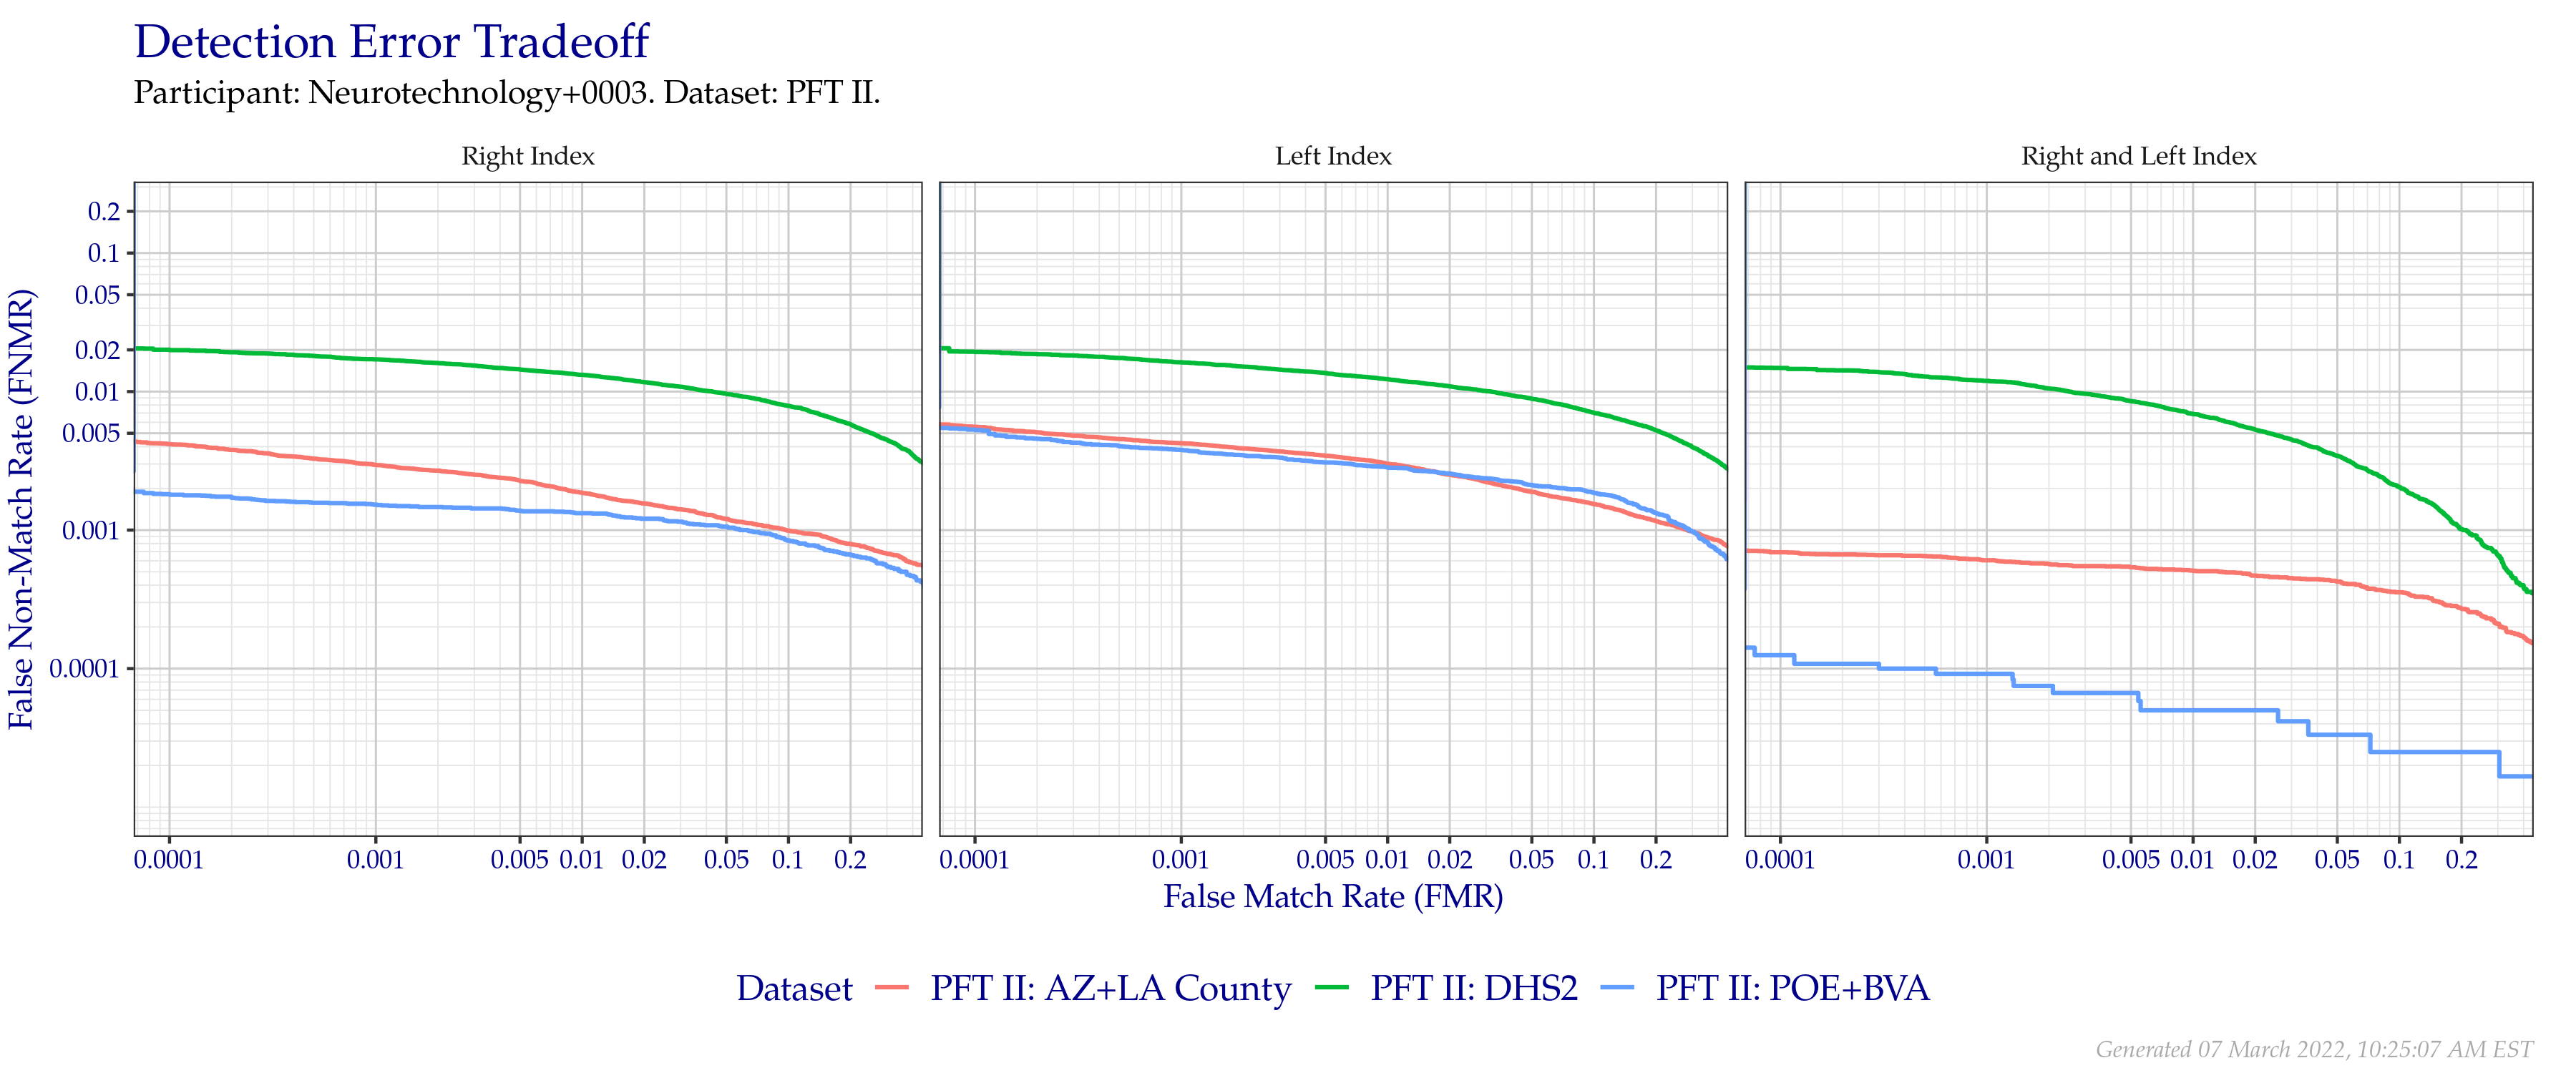 Detection Error Tradeoff
Participant: Neurotechnology+0003. Dataset: PFT II.
Right Index Left Index Right and Left Index
False Non-Match Rate (FNMR)
0.2
0.1
0.05
0.02
0.01
0.005
0.001
0.0001
0.0001 0.001 0.005 0.01 0.02 0.05 0.1 0.2 0.0001 0.001 0.005 0.01 0.02 0.05 0.1 0.2 0.0001 0.001 0.005 0.01 0.02 0.05 0.1 0.2
False Match Rate (FMR)
Dataset PFT II: AZ+LA County PFT II: DHS2 PFT II: POE+BVA
Generated 07 March 2022, 10:25:07 AM EST